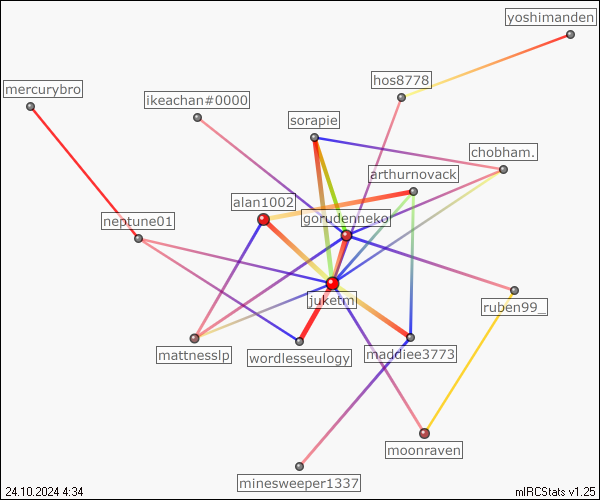 yoshimanden
hos8778
mercurybro
ikeachan#0000
sorapie
chobham.
arthurnovack
alan1002
gorudenneko
neptune01
juketm
ruben99_
mattnesslp
wordlesseulogy
maddiee3773
moonraven
minesweeper1337
24.10.2024 4:34
mIRCStats v1.25